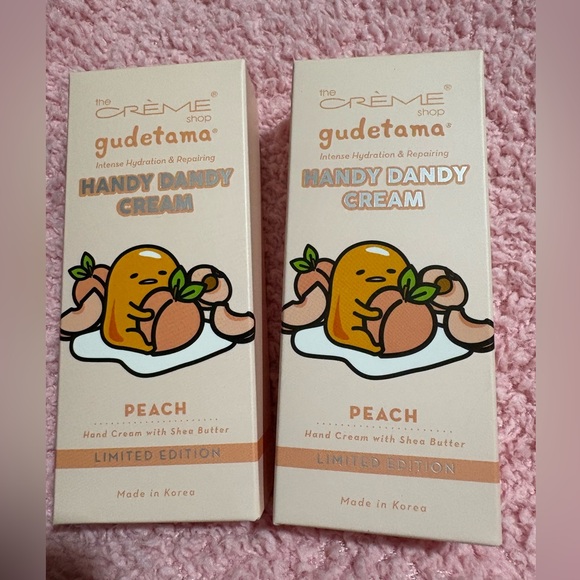 the
CRÈME®
shop
gudetama®
Intense Hydration & Repairing
HANDY DANDY
CREAM
PEACH
Hand Cream with Shea Butter
LIMITED EDITION
Made in Korea
the
CRÈME®
shop
gudetama®
Intense Hydration & Repairing
HANDY DANDY
CREAM
PEACH
Hand Cream with Shea Butter
LIMITED EDITION
Made in Korea